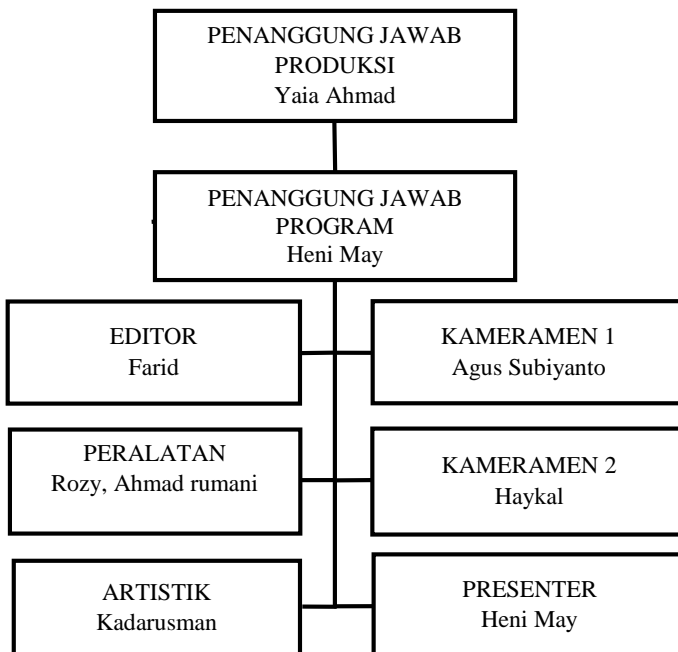 PENANGGUNG JAWAB
PRODUKSI
Yaia Ahmad
PENANGGUNG JAWAB
PROGRAM
Heni May
EDITOR
Farid
KAMERAMEN 1
Agus Subiyanto
PERALATAN
Rozy, Ahmad rumani
KAMERAMEN 2
Haykal
ARTISTIK
Kadarusman
PRESENTER
Heni May